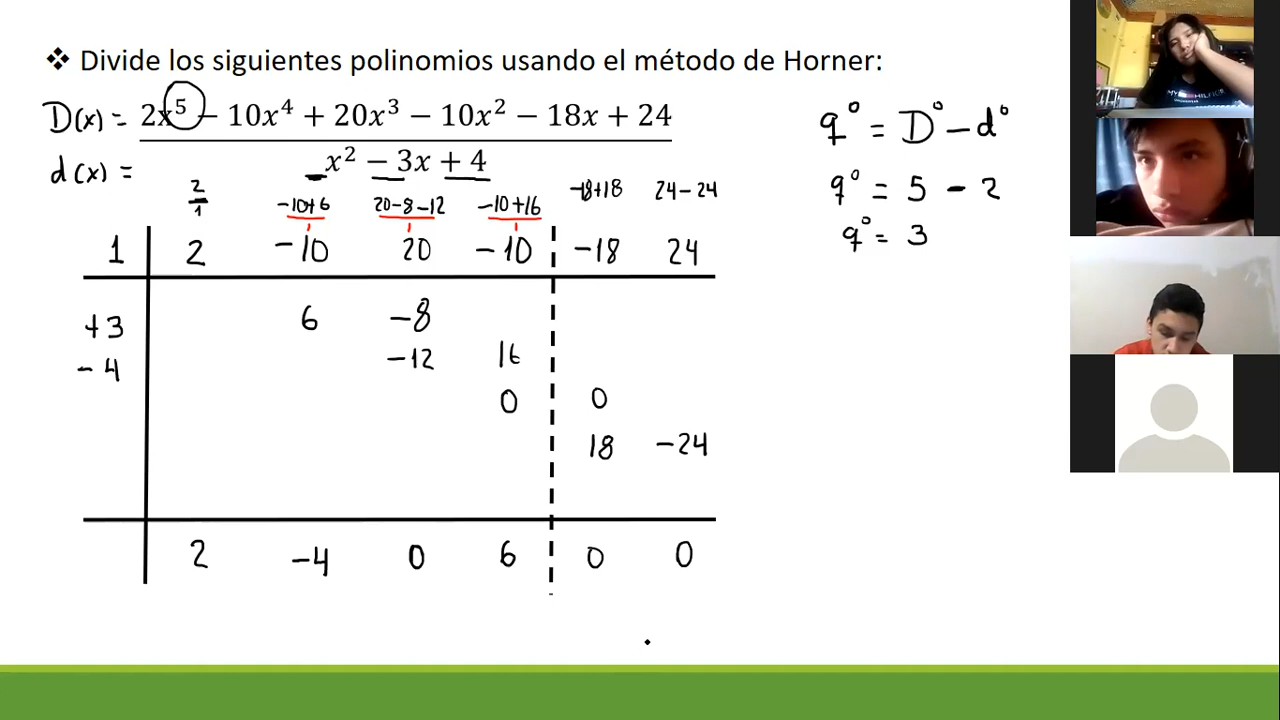 ❖ Divide los siguientes polinomios usando el método de Horner:
D(x) = 2x⁵ − 10x⁴ + 20x³ − 10x² − 18x + 24
d(x) = x² − 3x + 4
q° = D° − d°
q° = 5 − 2
q° = 3
2/1 −10+6 20−8−12 −10+16 −18+18 24−24
1 2 −10 20 −10 −18 24
+3 6 −8
−4 −12 16
0 0
18 −24
2 −4 0 6 0 0